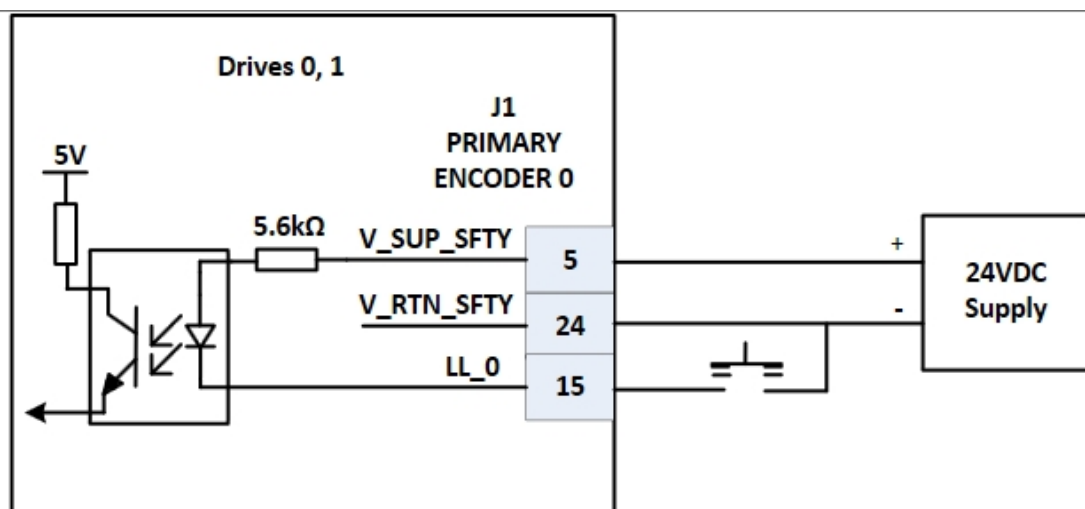 Drives 0, 1
J1
PRIMARY
ENCODER 0
5V
5.6kΩ
V_SUP_SFTY
5
+
24VDC
Supply
V_RTN_SFTY
24
-
LL_0
15